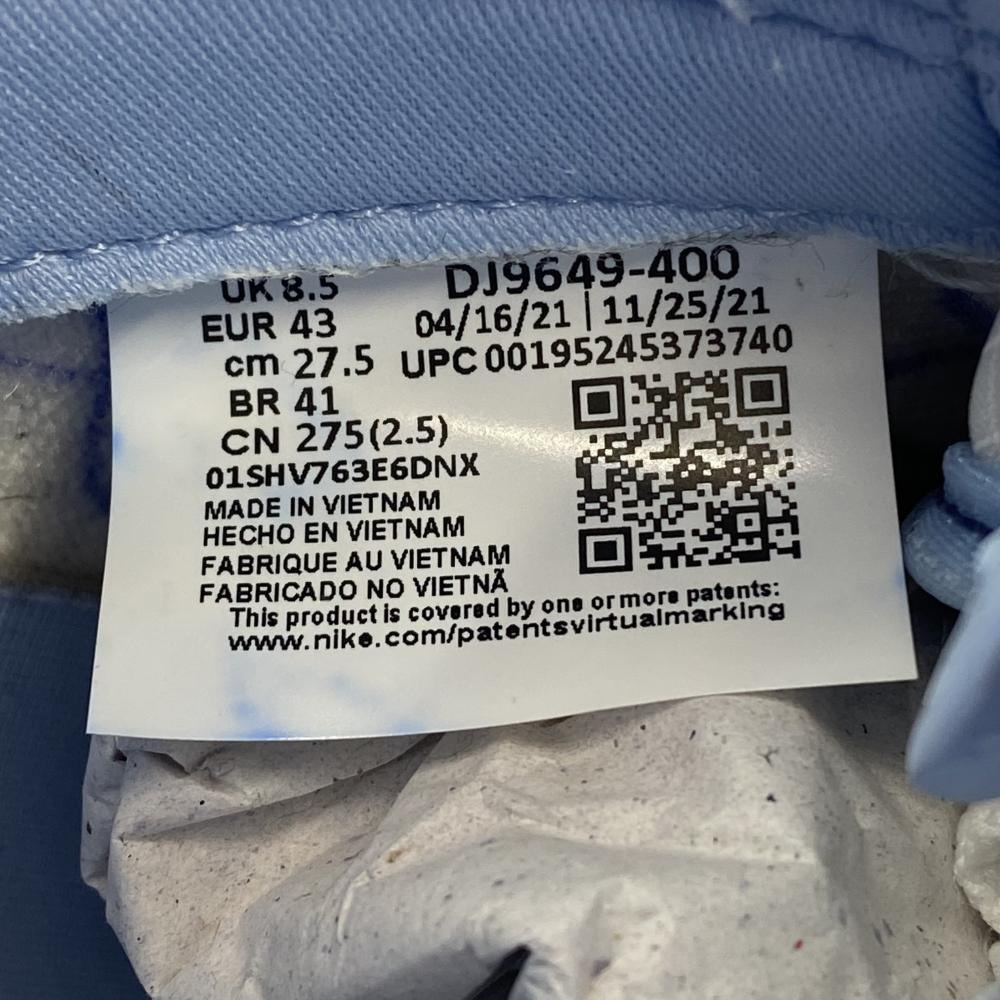 UK 8.5
EUR 43
cm 27.5
BR 41
CN 275(2.5)
01SHV763E6DNX
MADE IN VIETNAM
HECHO EN VIETNAM
FABRIQUE AU VIETNAM
FABRICADO NO VIETNÃ
DJ9649-400
04/16/21 | 11/25/21
UPC 00195245373740
This product is covered by one or more patents:
www.nike.com/patentsvirtualmarking